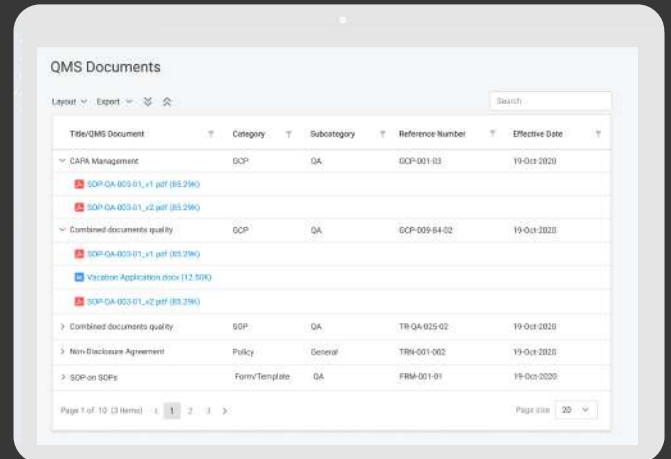 QMS Documents
Layout Export
Search
Title/QMS Document Category Subcategory Reference Number Effective Date
CAPA Management GCP QA GCP-001-03 19-Oct-2020
SOP-QA-003-01_v1.pdf (85.29K)
SOP-QA-003-01_v2.pdf (85.29K)
Combined documents quality GCP QA GCP-009-84-02 19-Oct-2020
SOP-QA-003-01_v1.pdf (85.29K)
Vacation Application.docx (12.50K)
SOP-QA-003-01_v2.pdf (85.29K)
Combined documents quality SOP QA TR-QA-025-02 19-Oct-2020
Non-Disclosure Agreement Policy General TRN-001-002 19-Oct-2020
SOP on SOPs Form/Template QA FRM-001-01 19-Oct-2020
Page 1 of 10 (3 items) 1 2 3 Page size 20